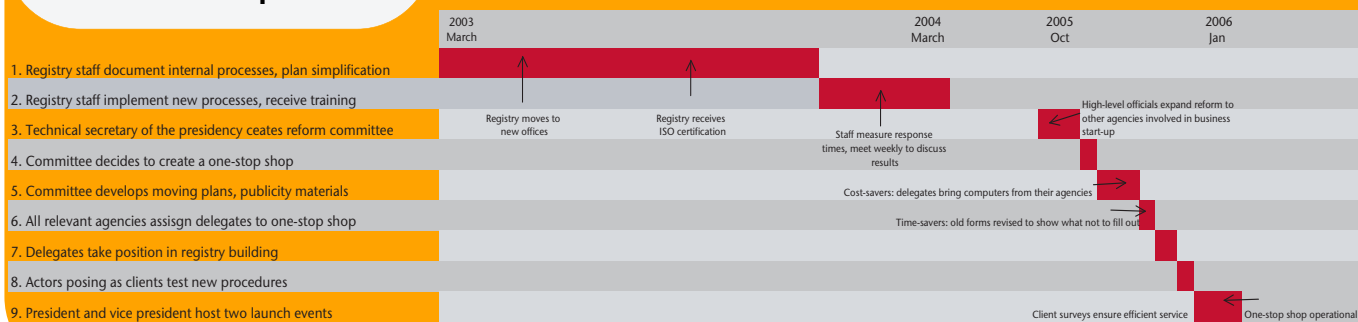 2003
March
2004
March
2005
Oct
2006
Jan
1. Registry staff document internal processes, plan simplification
2. Registry staff implement new processes, receive training
Registry moves to
new offices
Registry receives
ISO certification
Staff measure response
times, meet weekly to discuss
results
High-level officials expand reform to
other agencies involved in business
start-up
3. Technical secretary of the presidency ceates reform committee
4. Committee decides to create a one-stop shop
5. Committee develops moving plans, publicity materials
Cost-savers: delegates bring computers from their agencies
6. All relevant agencies assisgn delegates to one-stop shop
Time-savers: old forms revised to show what not to fill out
7. Delegates take position in registry building
8. Actors posing as clients test new procedures
9. President and vice president host two launch events
Client surveys ensure efficient service
One-stop shop operational